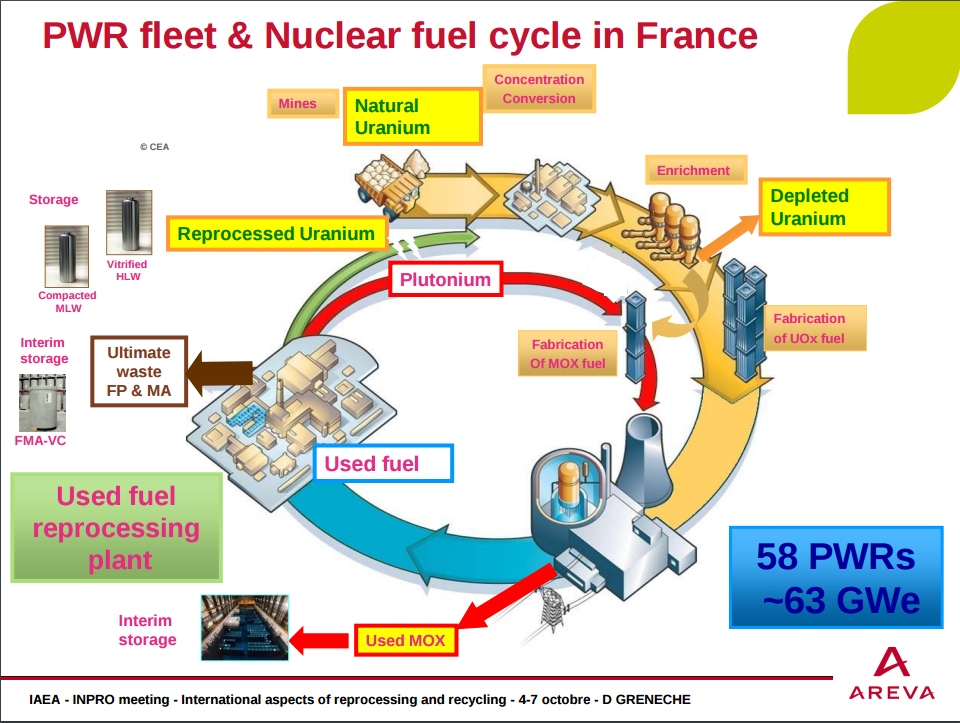 PWR fleet & Nuclear fuel cycle in France
Concentration
Conversion
Mines
Natural
Uranium
© CEA
Enrichment
Depleted
Uranium
Storage
Reprocessed Uranium
Vitrified
HLW
Plutonium
Compacted
MLW
Fabrication
of UOx fuel
Fabrication
Of MOX fuel
Interim
storage
Ultimate
waste
FP & MA
FMA-VC
Used fuel
Used fuel
reprocessing
plant
58 PWRs
~63 GWe
Interim
storage
Used MOX
IAEA - INPRO meeting - International aspects of reprocessing and recycling - 4-7 octobre - D GRENECHE
AREVA